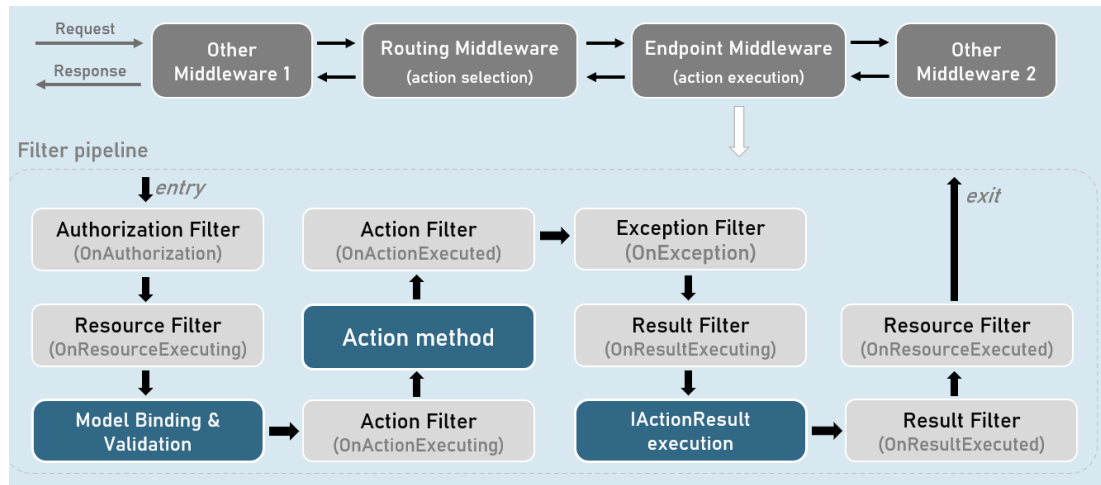 Request
Response
Other
Middleware 1
Routing Middleware
(action selection)
Endpoint Middleware
(action execution)
Other
Middleware 2
Filter pipeline
entry
Authorization Filter
(OnAuthorization)
Resource Filter
(OnResourceExecuting)
Model Binding &
Validation
Action Filter
(OnActionExecuting)
Action method
Action Filter
(OnActionExecuted)
Exception Filter
(OnException)
Result Filter
(OnResultExecuting)
IActionResult
execution
Result Filter
(OnResultExecuted)
Resource Filter
(OnResourceExecuted)
exit